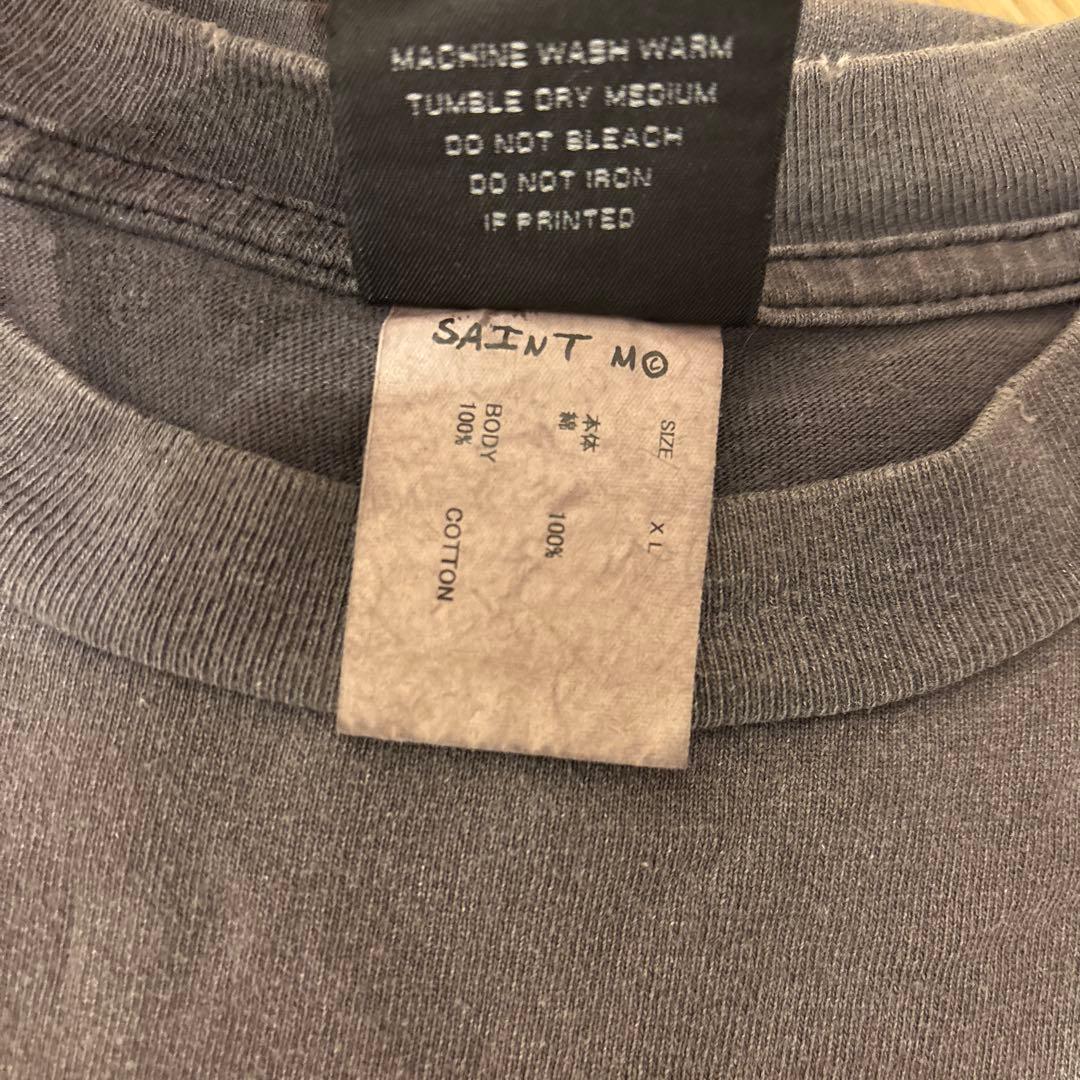 MACHINE WASH WARM
TUMBLE DRY MEDIUM
DO NOT BLEACH
DO NOT IRON
IF PRINTED
SAINT M©
SIZE XL
本体
綿 100%
BODY
100% COTTON